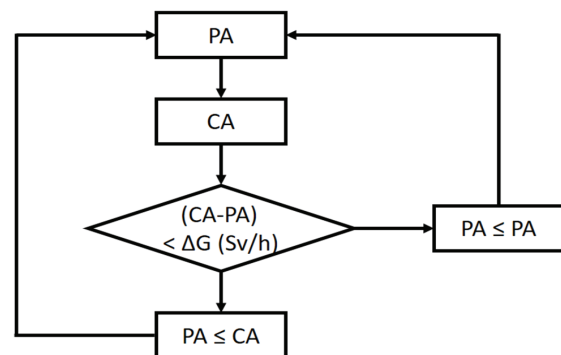 PA
CA
(CA-PA)
< ΔG (Sv/h)
PA ≤ PA
PA ≤ CA